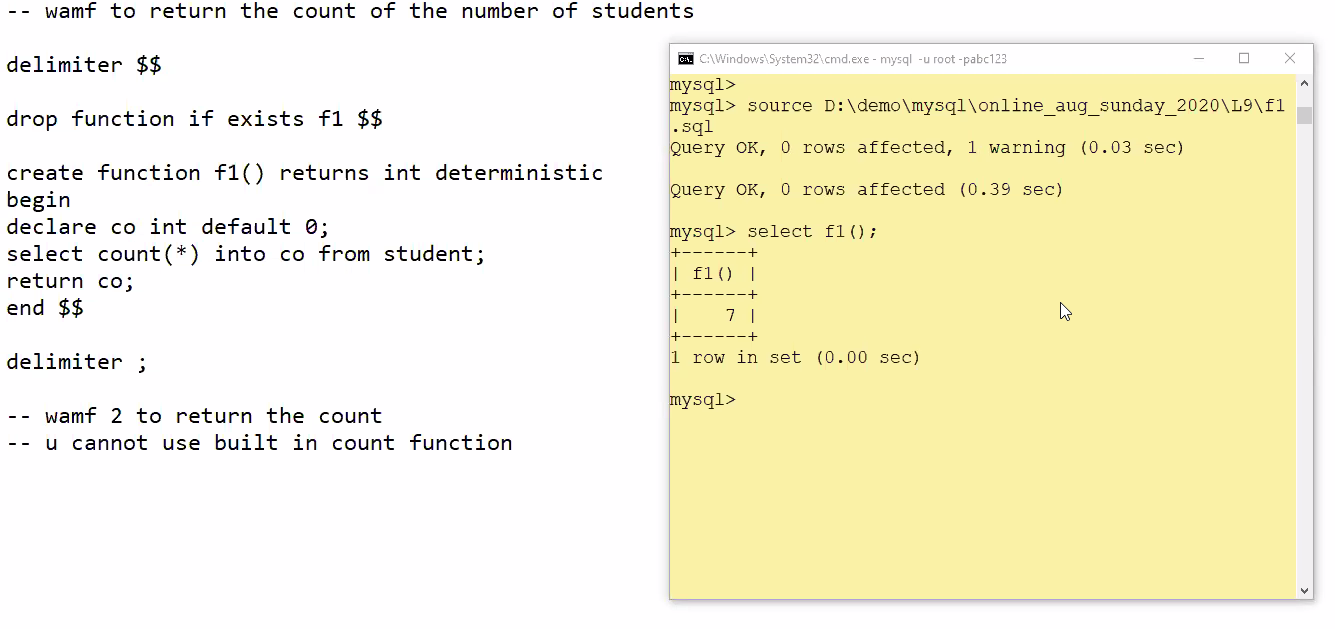 -- wamf to return the count of the number of students
delimiter $$
drop function if exists f1 $$
create function f1() returns int deterministic
begin
declare co int default 0;
select count(*) into co from student;
return co;
end $$
delimiter ;
-- wamf 2 to return the count
-- u cannot use built in count function
C:\Windows\System32\cmd.exe - mysql -u root -pabc123
mysql>
mysql> source D:\demo\mysql\online_aug_sunday_2020\L9\f1
.sql
Query OK, 0 rows affected, 1 warning (0.03 sec)
Query OK, 0 rows affected (0.39 sec)
mysql> select f1();
+------+
| f1() |
+------+
|    7 |
+------+
1 row in set (0.00 sec)
mysql>